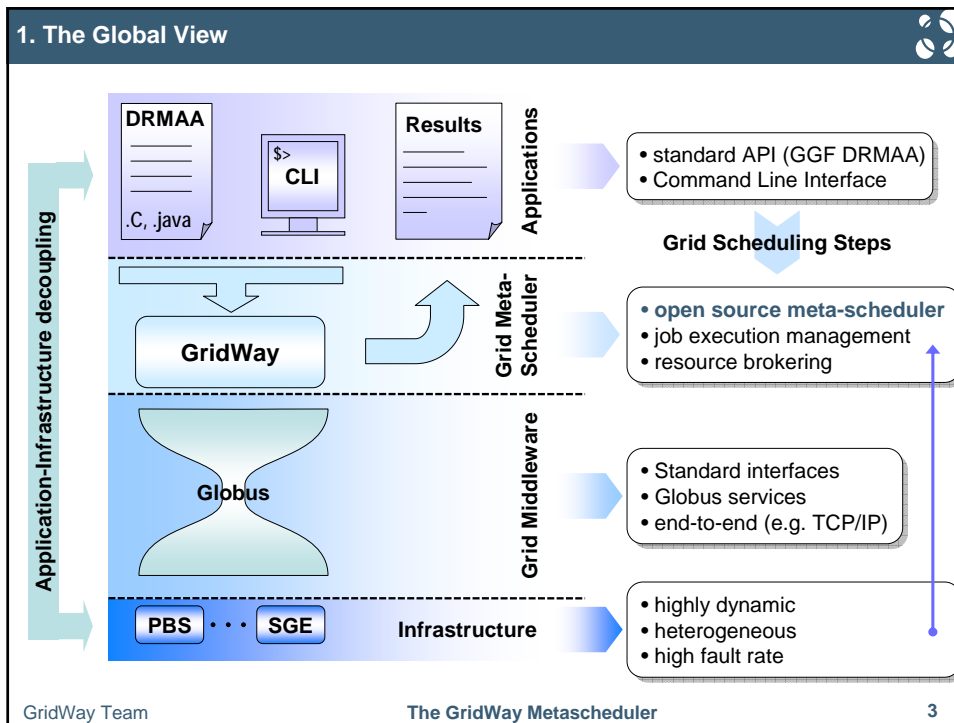 1. The Global View
Application-Infrastructure decoupling
DRMAA
.C, .java
$>
CLI
Results
Applications
• standard API (GGF DRMAA)
• Command Line Interface
Grid Scheduling Steps
GridWay
Grid Meta-
Scheduler
• open source meta-scheduler
• job execution management
• resource brokering
Globus
Grid Middleware
• Standard interfaces
• Globus services
• end-to-end (e.g. TCP/IP)
PBS
• • •
SGE
Infrastructure
• highly dynamic
• heterogeneous
• high fault rate
GridWay Team
The GridWay Metascheduler
3